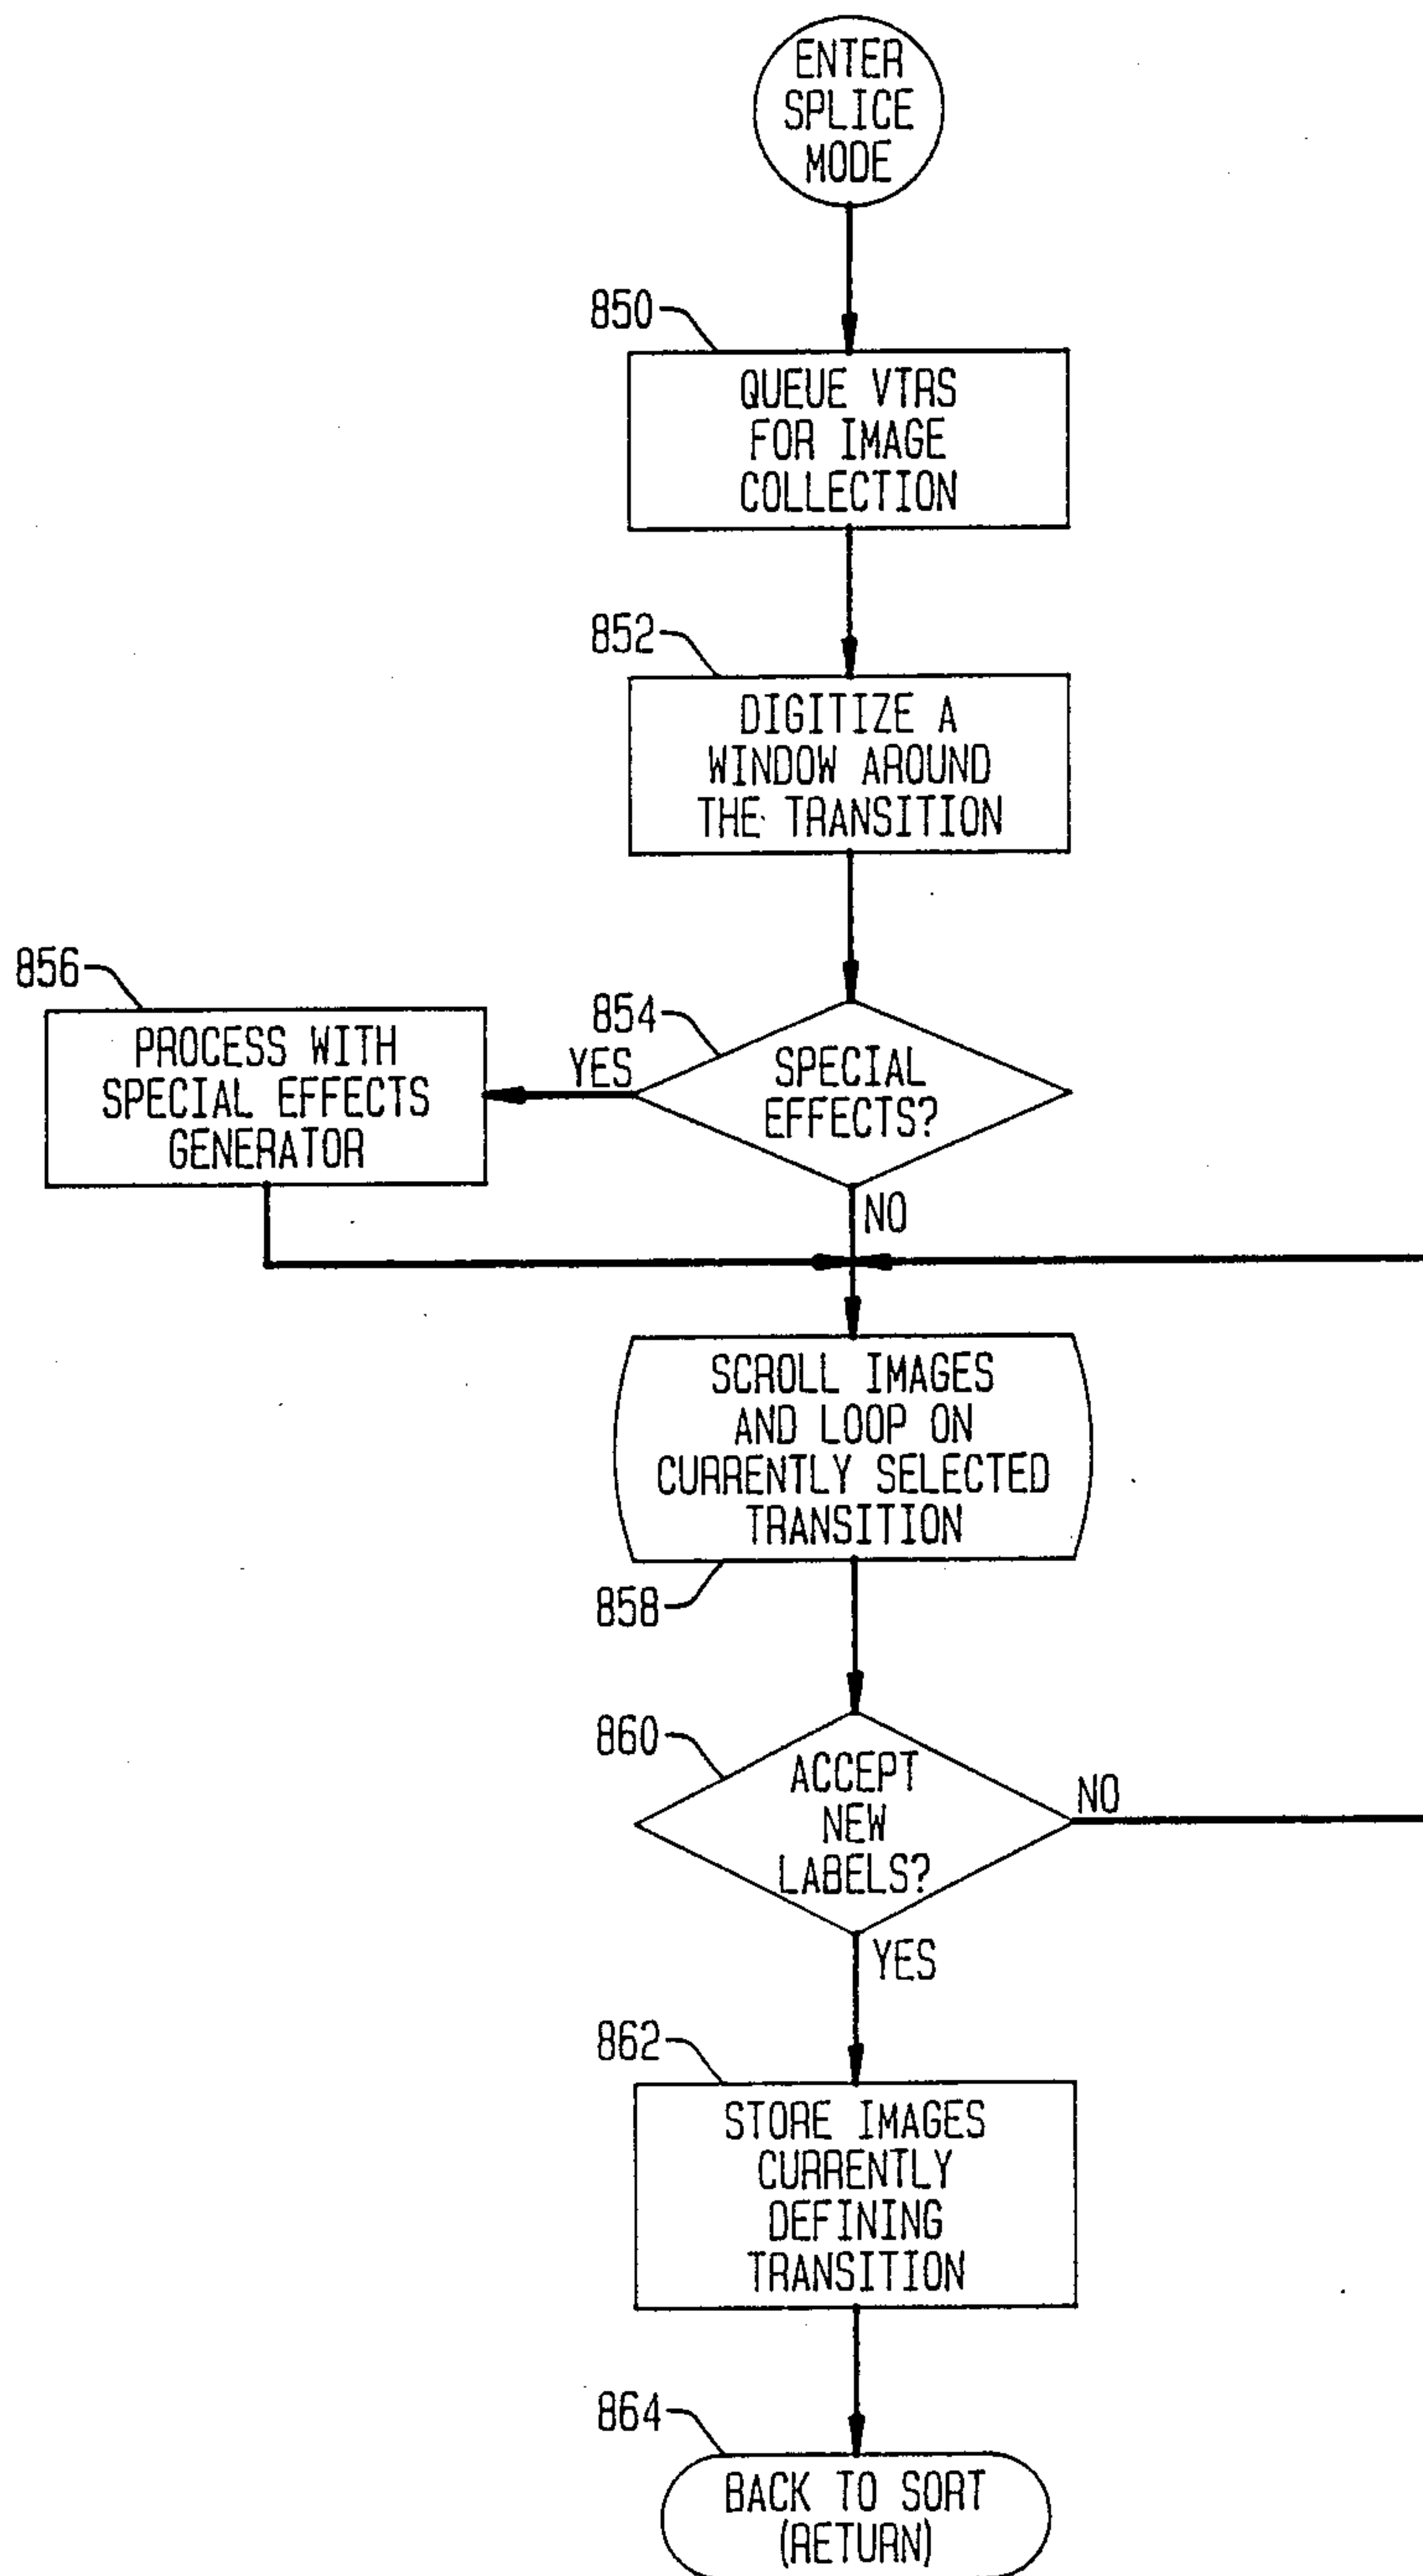 ENTER
SPLICE
MODE
850
QUEUE VTRS
FOR IMAGE
COLLECTION
852
DIGITIZE A
WINDOW AROUND
THE TRANSITION
856
PROCESS WITH
SPECIAL EFFECTS
GENERATOR
854
YES
SPECIAL
EFFECTS?
NO
SCROLL IMAGES
AND LOOP ON
CURRENTLY SELECTED
TRANSITION
858
860
ACCEPT
NEW
LABELS?
NO
YES
862
STORE IMAGES
CURRENTLY
DEFINING
TRANSITION
864
BACK TO SORT
(RETURN)